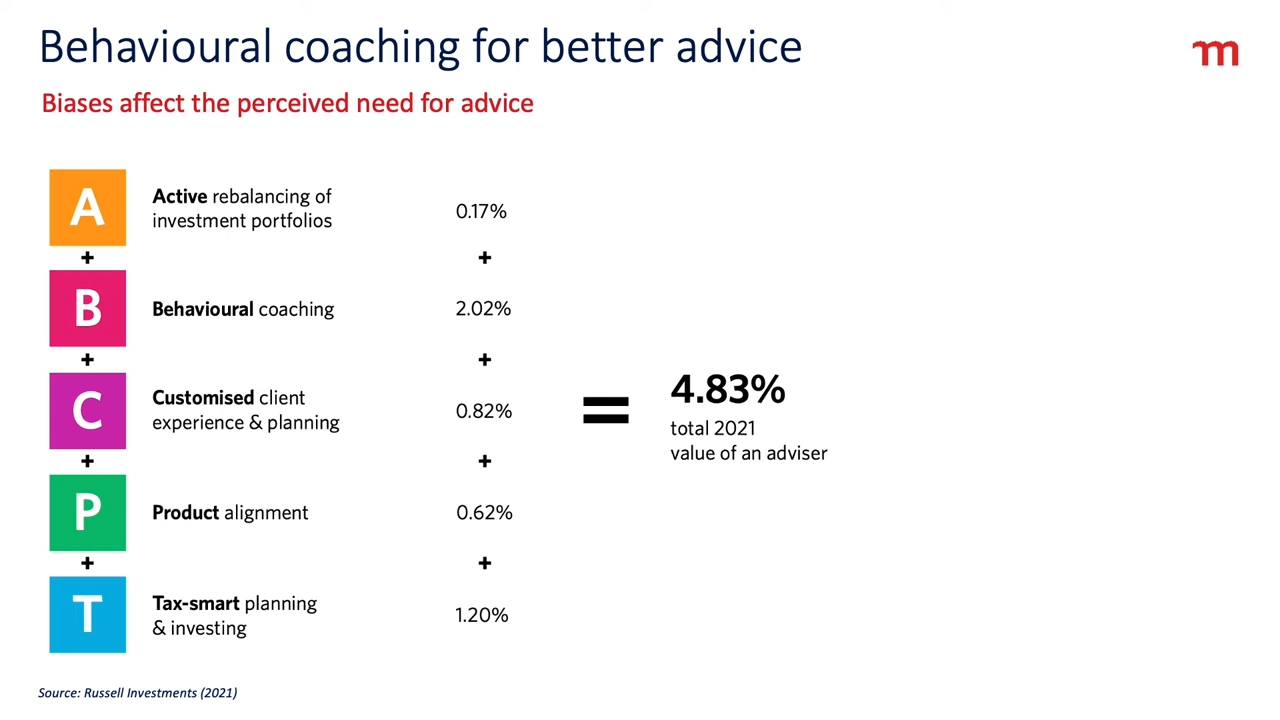 Behavioural coaching for better advice
m
Biases affect the perceived need for advice
A
Active rebalancing of
investment portfolios
0.17%
+
+
B
Behavioural coaching
2.02%
+
+
C
Customised client
experience & planning
0.82%
=
4.83%
total 2021
value of an adviser
+
+
P
Product alignment
0.62%
+
+
T
Tax-smart planning
& investing
1.20%
Source: Russell Investments (2021)